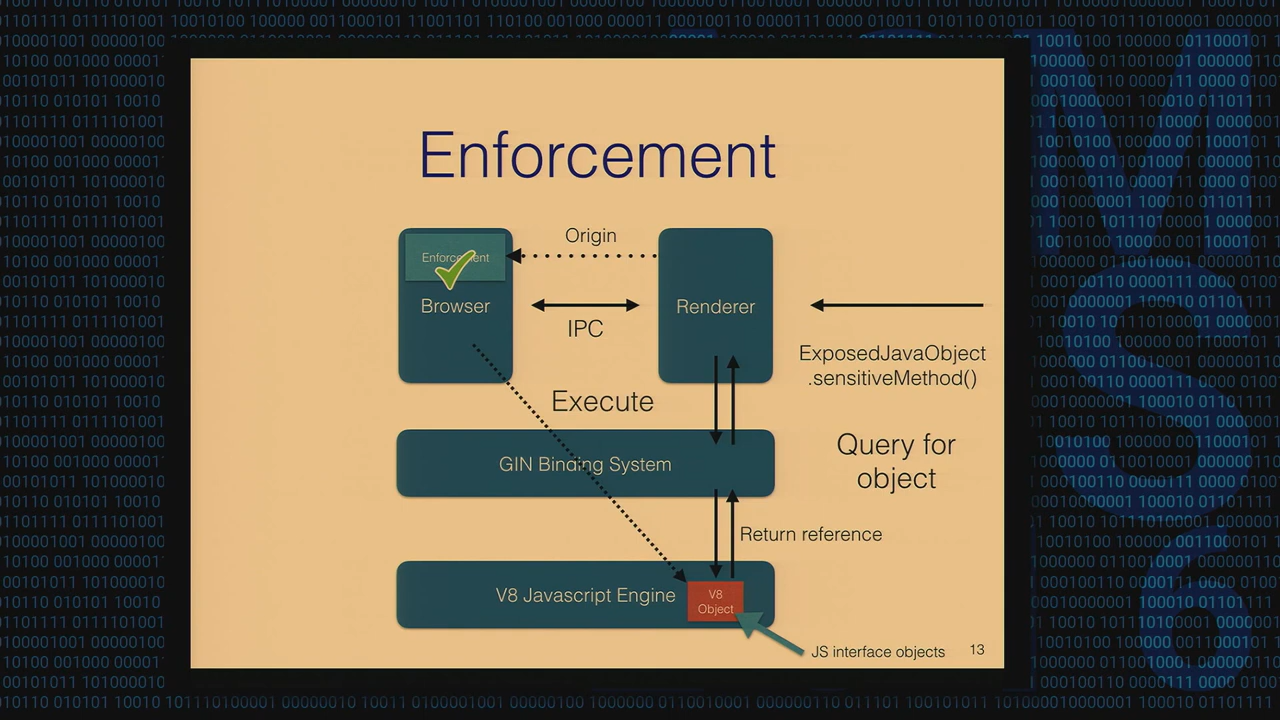 Enforcement
Origin
Enforcement
Browser
Renderer
IPC
ExposedJavaObject
.sensitiveMethod()
Execute
Query for
object
GIN Binding System
Return reference
V8 Javascript Engine
V8
Object
JS interface objects
13